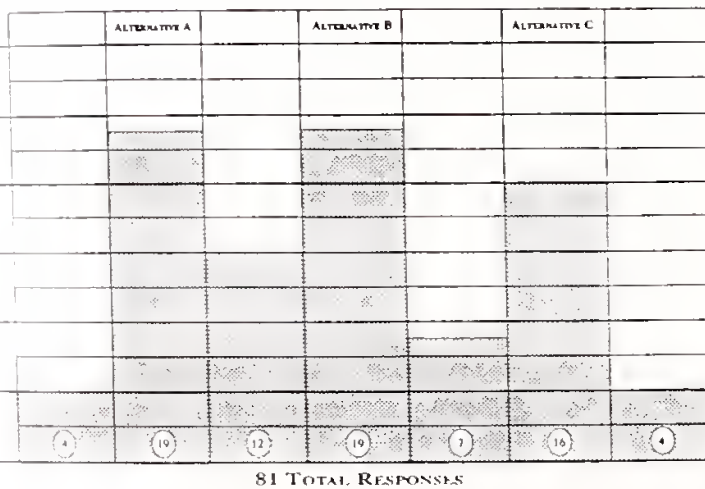 ALTERNATIVE A ALTERNATIVE B ALTERNATIVE C
4 19 12 19 7 16 4
81 TOTAL RESPONSES